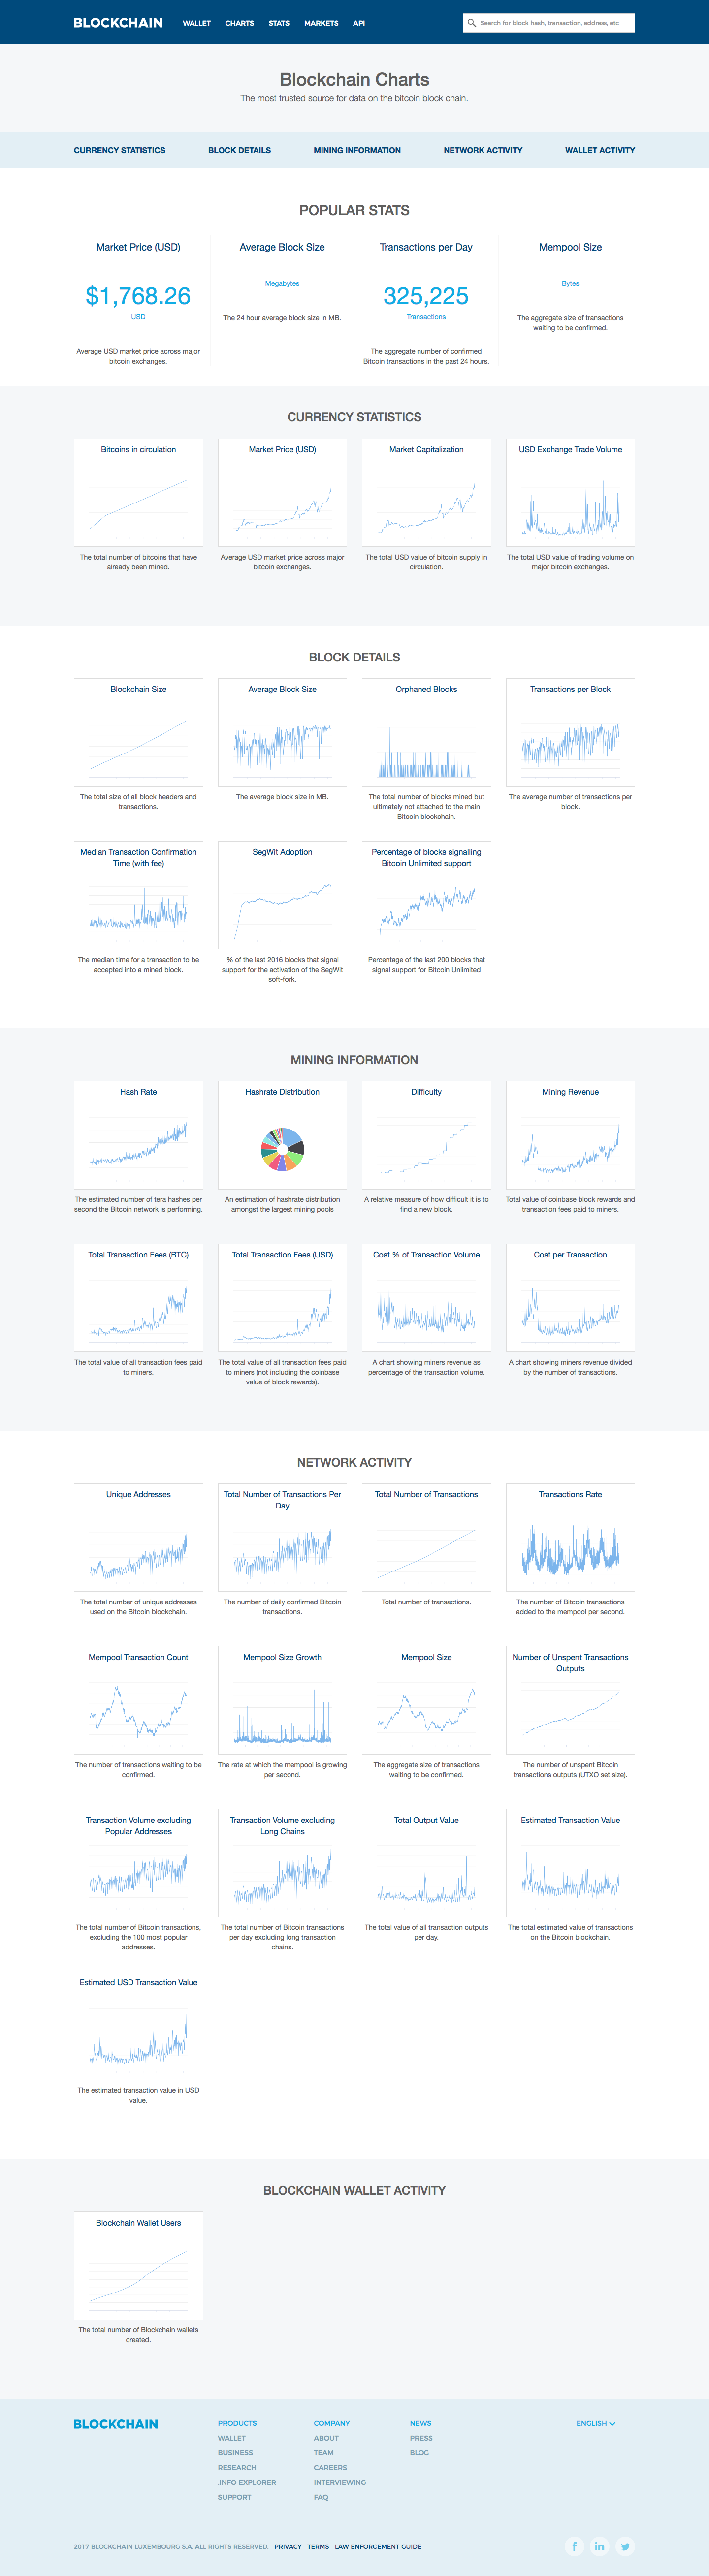 BLOCKCHAIN WALLET CHARTS STATS MARKETS API
Search for block hash, transaction, address, etc
Blockchain Charts
The most trusted source for data on the bitcoin block chain.
CURRENCY STATISTICS BLOCK DETAILS MINING INFORMATION NETWORK ACTIVITY WALLET ACTIVITY
POPULAR STATS
Market Price (USD)
$1,768.26
USD
Average USD market price across major
bitcoin exchanges.
Average Block Size
Megabytes
The 24 hour average block size in MB.
Transactions per Day
325,225
Transactions
The aggregate number of confirmed
Bitcoin transactions in the past 24 hours.
Mempool Size
Bytes
The aggregate size of transactions
waiting to be confirmed.
CURRENCY STATISTICS
Bitcoins in circulation
The total number of bitcoins that have
already been mined.
Market Price (USD)
Average USD market price across major
bitcoin exchanges.
Market Capitalization
The total USD value of bitcoin supply in
circulation.
USD Exchange Trade Volume
The total USD value of trading volume on
major bitcoin exchanges.
BLOCK DETAILS
Blockchain Size
The total size of all block headers and
transactions.
Average Block Size
The average block size in MB.
Orphaned Blocks
The total number of blocks mined but
ultimately not attached to the main
Bitcoin blockchain.
Transactions per Block
The average number of transactions per
block.
Median Transaction Confirmation
Time (with fee)
The median time for a transaction to be
accepted into a mined block.
SegWit Adoption
% of the last 2016 blocks that signal
support for the activation of the SegWit
soft-fork.
Percentage of blocks signalling
Bitcoin Unlimited support
Percentage of the last 200 blocks that
signal support for Bitcoin Unlimited
MINING INFORMATION
Hash Rate
The estimated number of tera hashes per
second the Bitcoin network is performing.
Hashrate Distribution
An estimation of hashrate distribution
amongst the largest mining pools
Difficulty
A relative measure of how difficult it is to
find a new block.
Mining Revenue
Total value of coinbase block rewards and
transaction fees paid to miners.
Total Transaction Fees (BTC)
The total value of all transaction fees paid
to miners.
Total Transaction Fees (USD)
The total value of all transaction fees paid
to miners (not including the coinbase
value of block rewards).
Cost % of Transaction Volume
A chart showing miners revenue as
percentage of the transaction volume.
Cost per Transaction
A chart showing miners revenue divided
by the number of transactions.
NETWORK ACTIVITY
Unique Addresses
The total number of unique addresses
used on the Bitcoin blockchain.
Total Number of Transactions Per
Day
The number of daily confirmed Bitcoin
transactions.
Total Number of Transactions
Total number of transactions.
Transactions Rate
The number of Bitcoin transactions
added to the mempool per second.
Mempool Transaction Count
The number of transactions waiting to be
confirmed.
Mempool Size Growth
The rate at which the mempool is growing
per second.
Mempool Size
The aggregate size of transactions
waiting to be confirmed.
Number of Unspent Transactions
Outputs
The number of unspent Bitcoin
transactions outputs (UTXO set size).
Transaction Volume excluding
Popular Addresses
The total number of Bitcoin transactions,
excluding the 100 most popular
addresses.
Transaction Volume excluding
Long Chains
The total number of Bitcoin transactions
per day excluding long transaction
chains.
Total Output Value
The total value of all transaction outputs
per day.
Estimated Transaction Value
The total estimated value of transactions
on the Bitcoin blockchain.
Estimated USD Transaction Value
The estimated transaction value in USD
value.
BLOCKCHAIN WALLET ACTIVITY
Blockchain Wallet Users
The total number of Blockchain wallets
created.
BLOCKCHAIN
PRODUCTS
WALLET
BUSINESS
RESEARCH
.INFO EXPLORER
SUPPORT
COMPANY
ABOUT
TEAM
CAREERS
INTERVIEWING
FAQ
NEWS
PRESS
BLOG
ENGLISH
2017 BLOCKCHAIN LUXEMBOURG S.A. ALL RIGHTS RESERVED. PRIVACY TERMS LAW ENFORCEMENT GUIDE